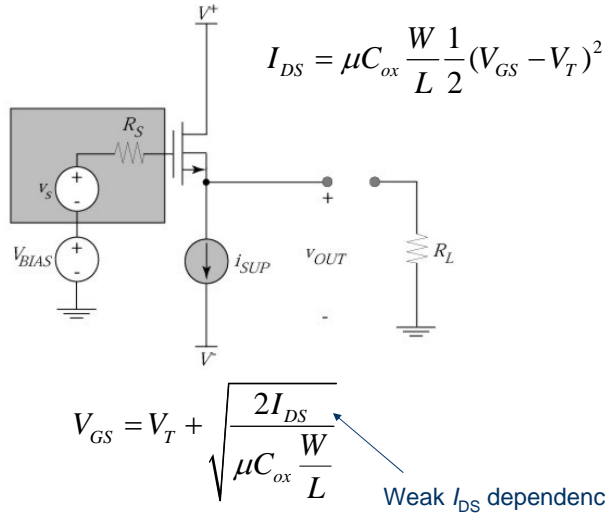 V⁺
I_DS = μC_ox W/L 1/2 (V_GS − V_T)²
R_S
+
v_s
-
+
V_BIAS
-
i_SUP
+
v_OUT
-
R_L
V⁻
V_GS = V_T + √(2I_DS / (μC_ox W/L))
Weak I_DS dependenc